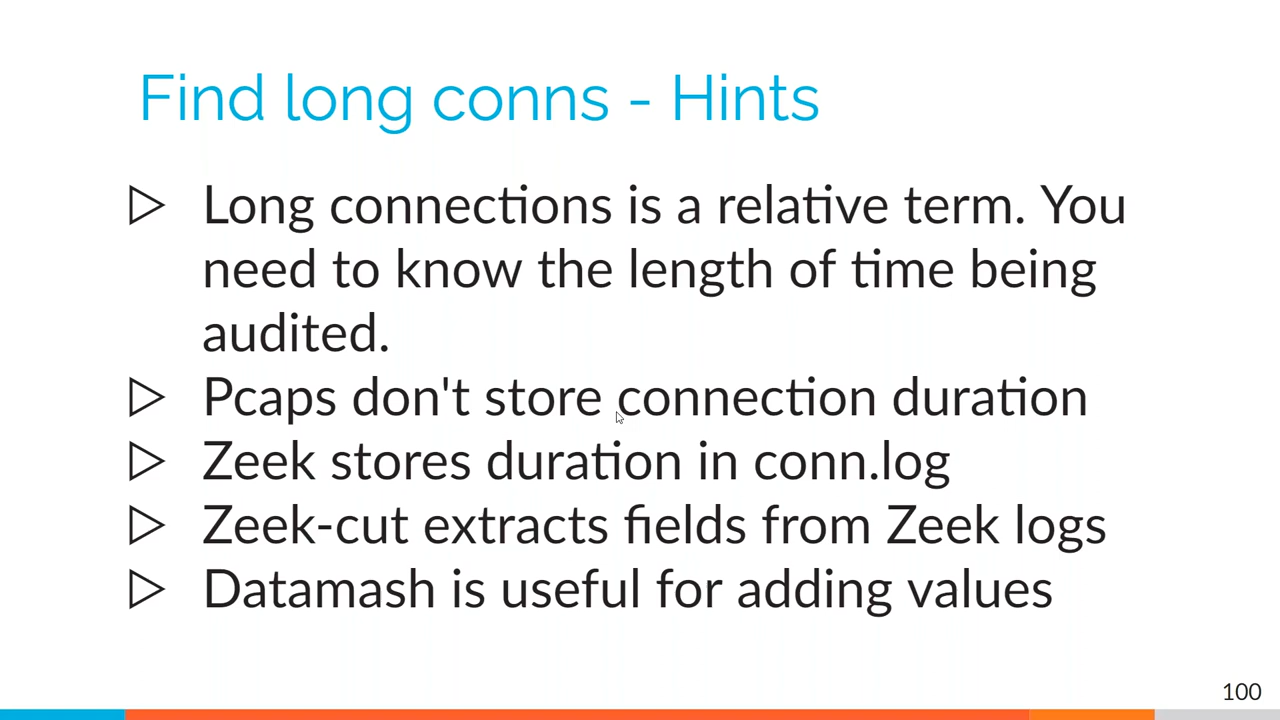 Find long conns - Hints
Long connections is a relative term. You
need to know the length of time being
audited.
Pcaps don't store connection duration
Zeek stores duration in conn.log
Zeek-cut extracts fields from Zeek logs
Datamash is useful for adding values
100